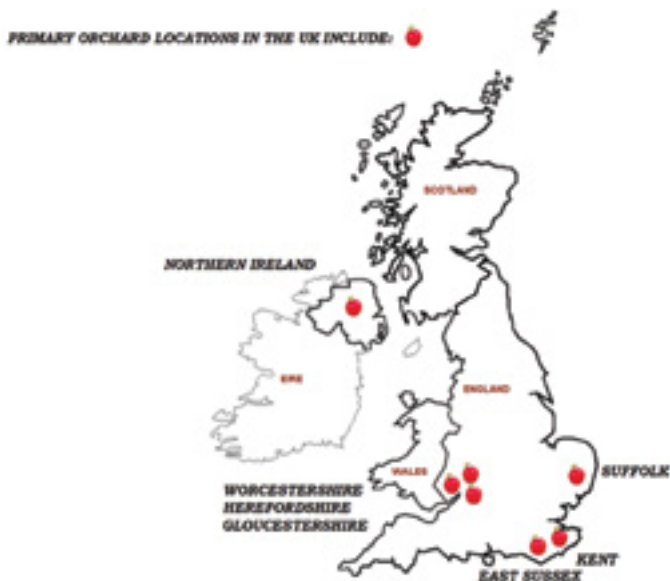 PRIMARY ORCHARD LOCATIONS IN THE UK INCLUDE:
SCOTLAND
NORTHERN IRELAND
EIRE
ENGLAND
WALES
SUFFOLK
WORCESTERSHIRE
HEREFORDSHIRE
GLOUCESTERSHIRE
KENT
EAST SUSSEX